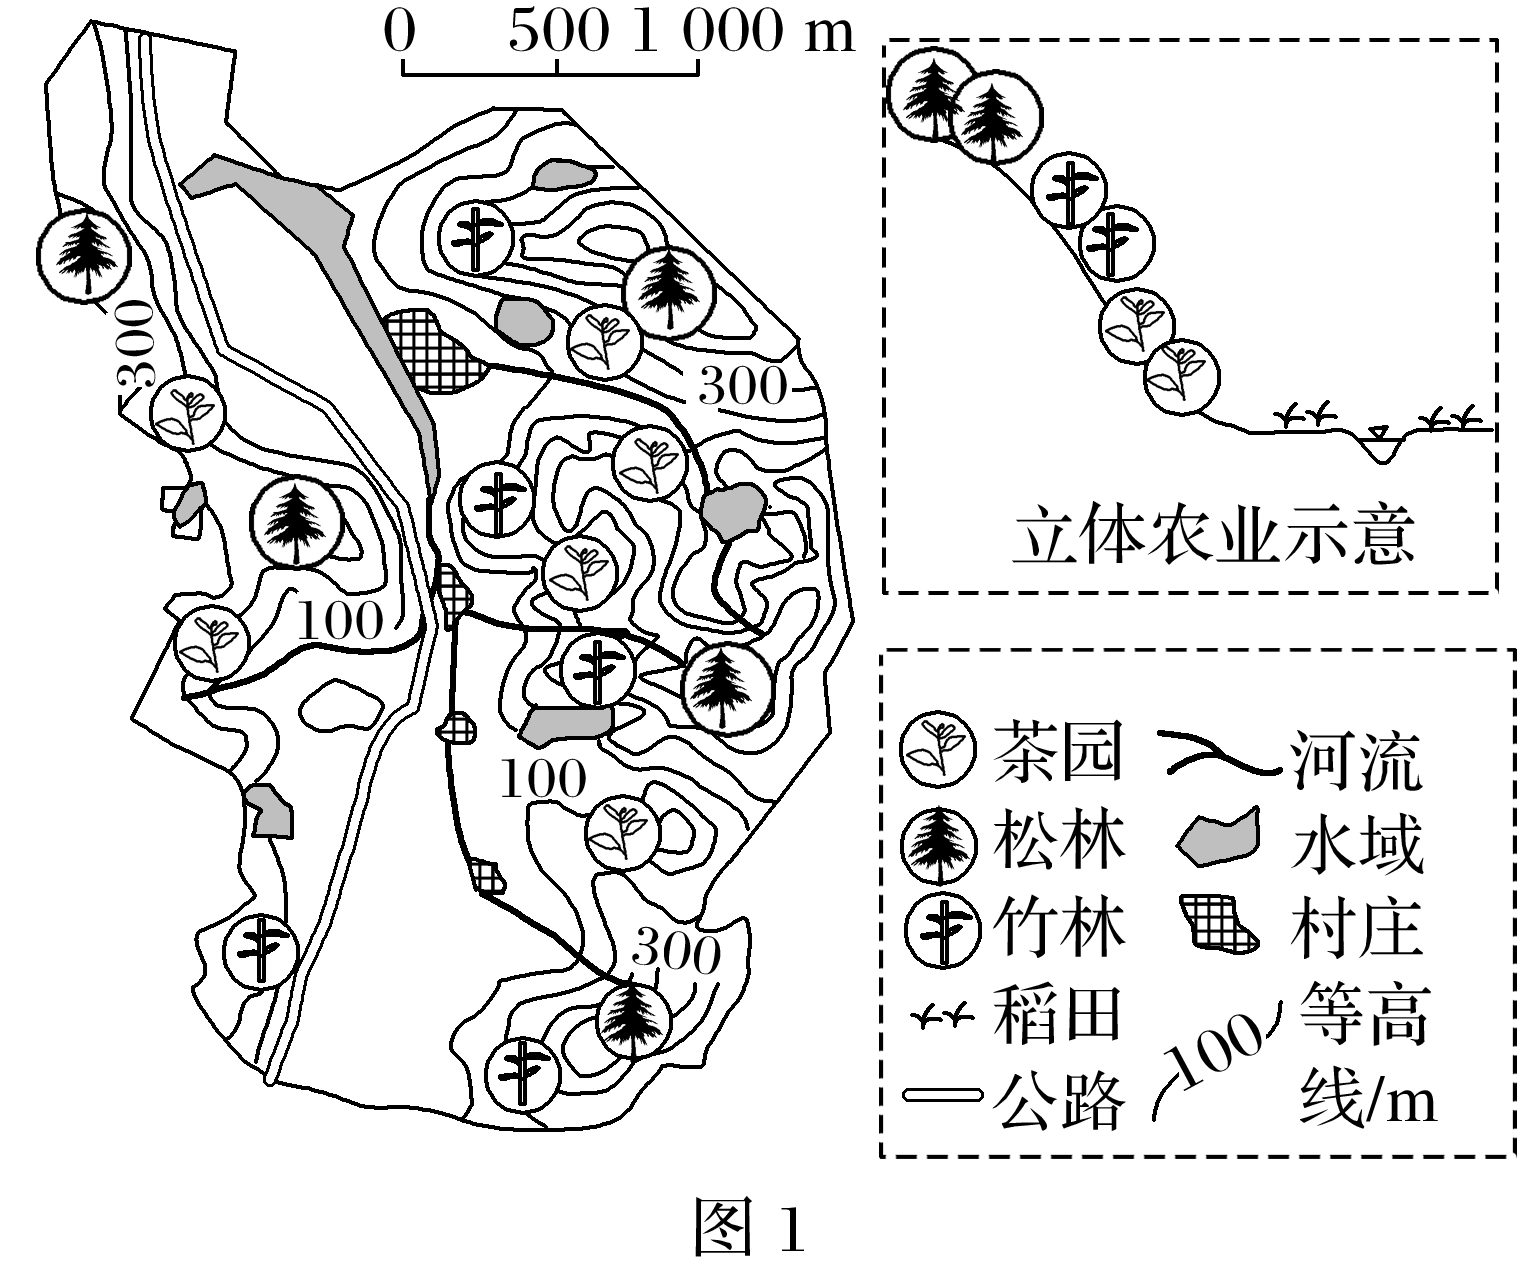 0 500 1 000 m
300
300
100
100
300
立体农业示意
茶园 河流
松林 水域
竹林 村庄
稻田 等高
公路 100 线/m
图 1